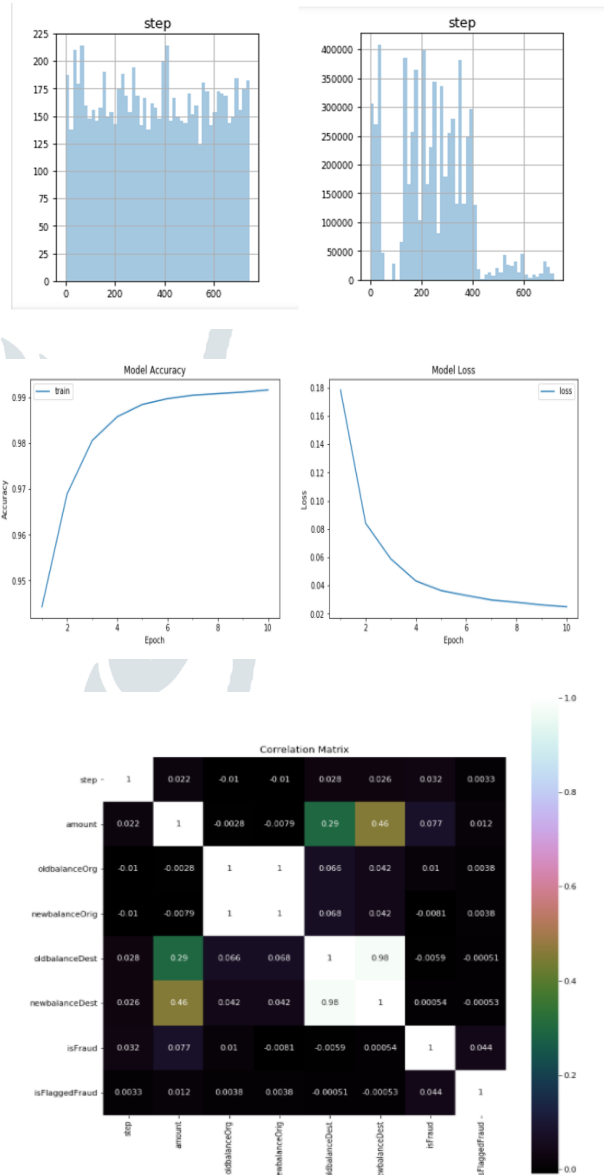 step
225
200
175
150
125
100
75
50
25
0
0 200 400 600
step
400000
350000
300000
250000
200000
150000
100000
50000
0
0 200 400 600
Model Accuracy
train
0.99
0.98
0.97
0.96
0.95
Accuracy
2 4 6 8 10
Epoch
Model Loss
loss
0.18
0.16
0.14
0.12
0.10
0.08
0.06
0.04
0.02
Loss
2 4 6 8 10
Epoch
Correlation Matrix
step 1 0.022 -0.01 -0.01 0.028 0.026 0.032 0.0033
amount 0.022 1 -0.0028 -0.0079 0.29 0.46 0.077 0.012
oldbalanceOrg -0.01 -0.0028 1 1 0.066 0.042 0.01 0.0038
newbalanceOrig -0.01 -0.0079 1 1 0.068 0.042 -0.0081 0.0038
oldbalanceDest 0.028 0.29 0.066 0.068 1 0.98 -0.0059 -0.00051
newbalanceDest 0.026 0.46 0.042 0.042 0.98 1 0.00054 -0.00053
isFraud 0.032 0.077 0.01 -0.0081 -0.0059 0.00054 1 0.044
isFlaggedFraud 0.0033 0.012 0.0038 0.0038 -0.00051 -0.00053 0.044 1
step
amount
oldbalanceOrg
wbalanceOrig
ldbalanceDest
wbalanceDest
isFraud
sFlaggedFraud
1.0
0.8
0.6
0.4
0.2
0.0